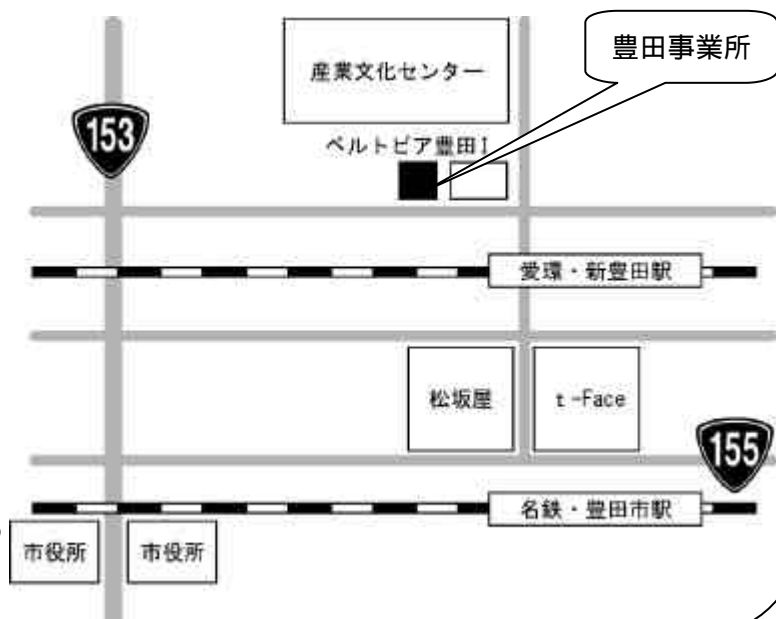 豊田事業所
産業文化センター
153
ベルトピア豊田I
愛環・新豊田駅
松坂屋
t-Face
155
名鉄・豊田市駅
市役所
市役所